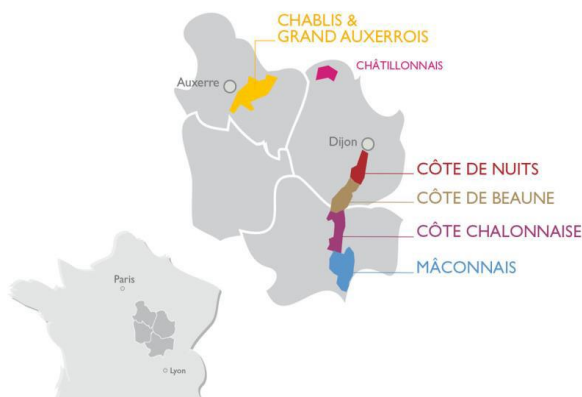 CHABLIS &
GRAND AUXERROIS
CHÂTILLONNAIS
Auxerre
Dijon
CÔTE DE NUITS
CÔTE DE BEAUNE
CÔTE CHALONNAISE
MÂCONNAIS
Paris
Lyon